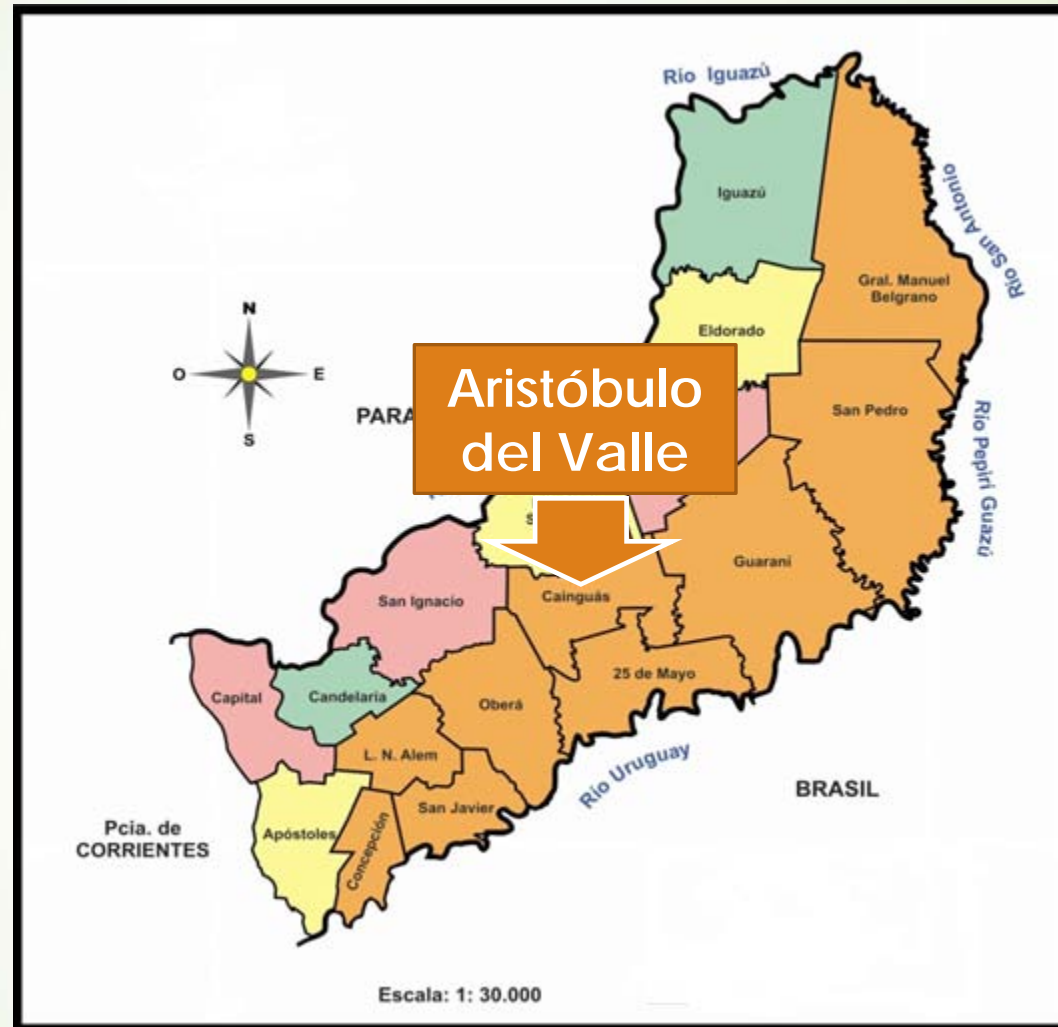 Río Iguazú
Iguazú
Río San Antonio
Gral. Manuel
Belgrano
Eldorado
N
O
E
S
Aristóbulo
del Valle
San Pedro
Río Pepirí Guazú
Guaraní
Cainguás
San Ignacio
25 de Mayo
Capital
Candelaria
Oberá
L. N. Alem
Río Uruguay
San Javier
BRASIL
Apóstoles
Concepción
Pcia. de
CORRIENTES
Escala: 1: 30.000